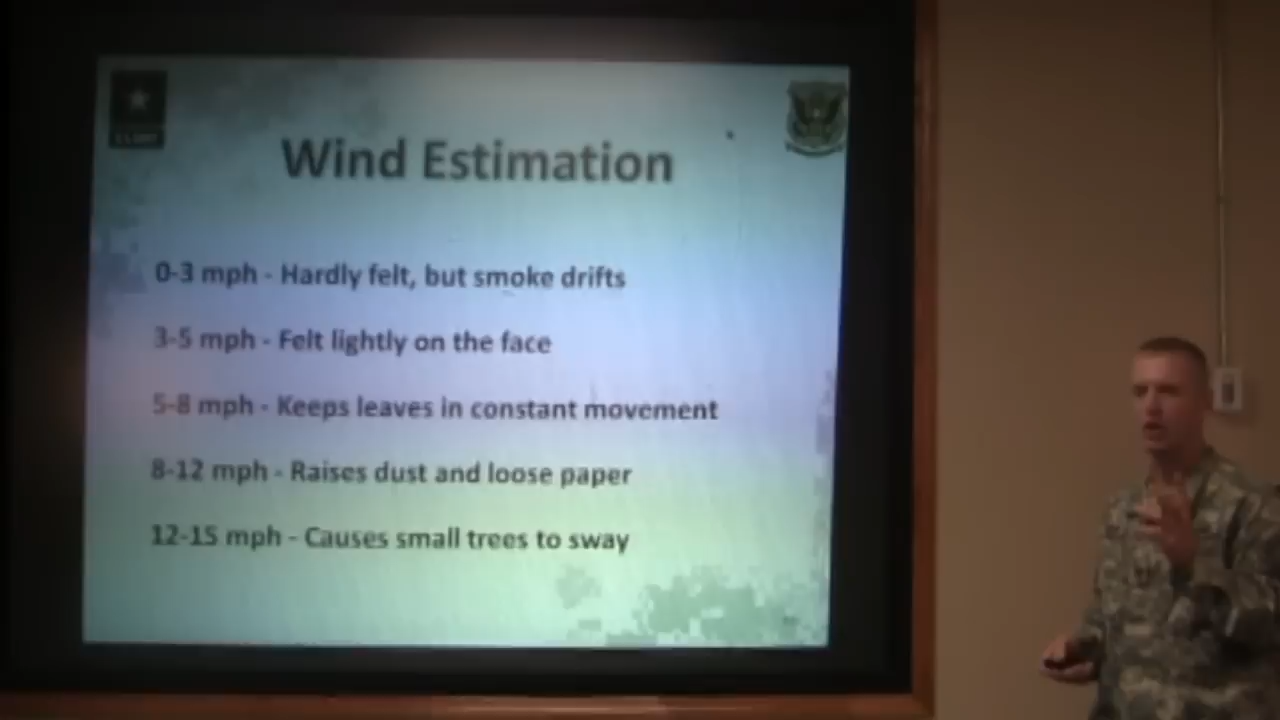 Wind Estimation
0-3 mph - Hardly felt, but smoke drifts
3-5 mph - Felt lightly on the face
5-8 mph - Keeps leaves in constant movement
8-12 mph - Raises dust and loose paper
12-15 mph - Causes small trees to sway